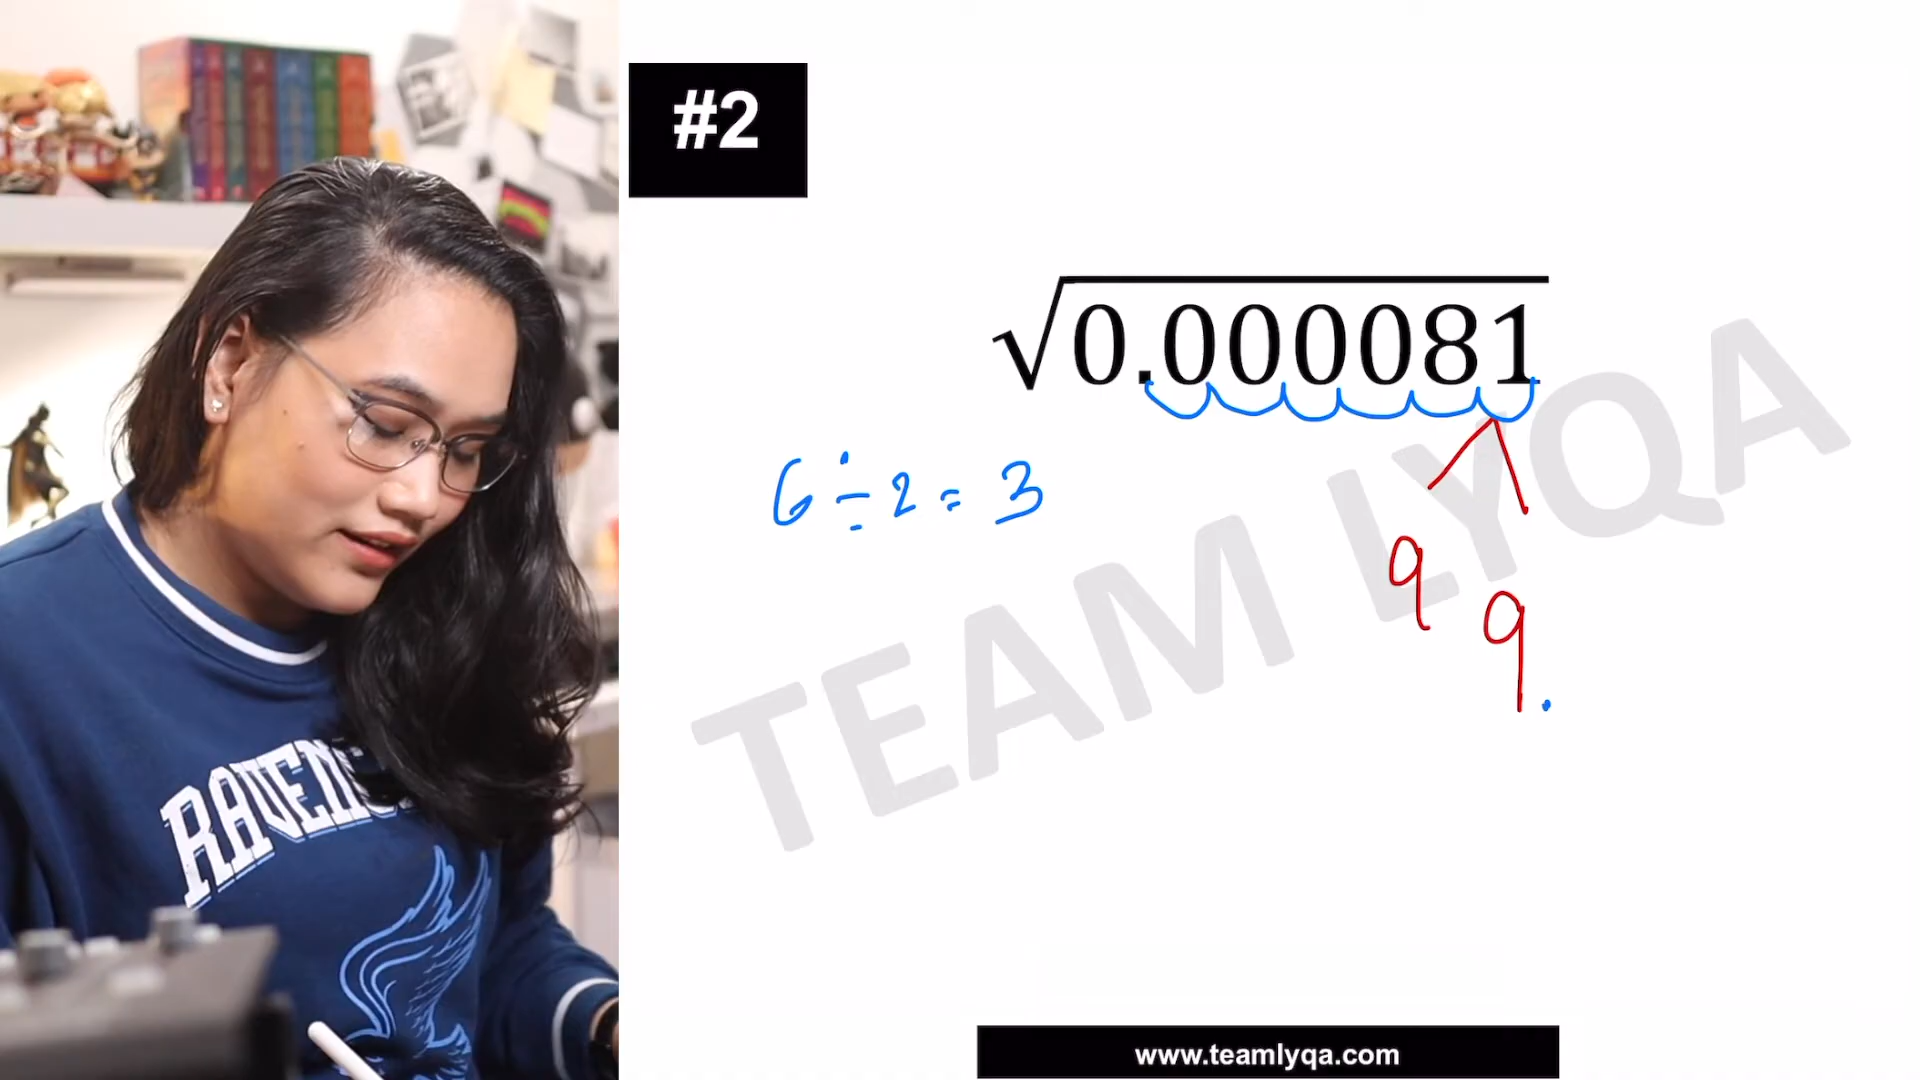 #2
√0.000081
6 ÷ 2 = 3
9
9.
TEAM LYQA
www.teamlyqa.com